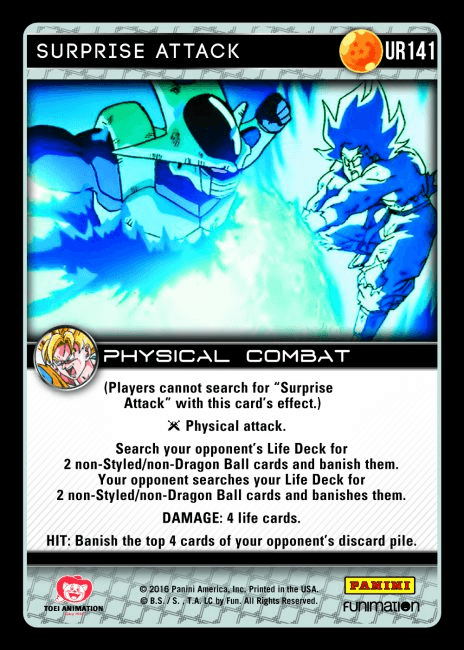 SURPRISE ATTACK
UR141
PHYSICAL COMBAT
(Players cannot search for “Surprise
Attack” with this card’s effect.)
Physical attack.
Search your opponent’s Life Deck for
2 non-Styled/non-Dragon Ball cards and banish them.
Your opponent searches your Life Deck for
2 non-Styled/non-Dragon Ball cards and banishes them.
DAMAGE: 4 life cards.
HIT: Banish the top 4 cards of your opponent’s discard pile.
TOEI ANIMATION
© 2016 Panini America, Inc. Printed in the USA.
© B.S. / S. , T.A. LC by Fun. All Rights Reserved.
PANINI
FUNIMATION